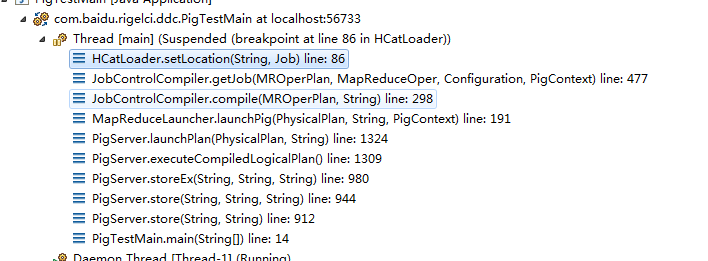 PigTestMain [Java Application]
com.baidu.rigelci.ddc.PigTestMain at localhost:56733
Thread [main] (Suspended (breakpoint at line 86 in HCatLoader))
HCatLoader.setLocation(String, Job) line: 86
JobControlCompiler.getJob(MROperPlan, MapReduceOper, Configuration, PigContext) line: 477
JobControlCompiler.compile(MROperPlan, String) line: 298
MapReduceLauncher.launchPig(PhysicalPlan, String, PigContext) line: 191
PigServer.launchPlan(PhysicalPlan, String) line: 1324
PigServer.executeCompiledLogicalPlan() line: 1309
PigServer.storeEx(String, String, String) line: 980
PigServer.store(String, String, String) line: 944
PigServer.store(String, String) line: 912
PigTestMain.main(String[]) line: 14
Daemon Thread [Thread-1] (Running)